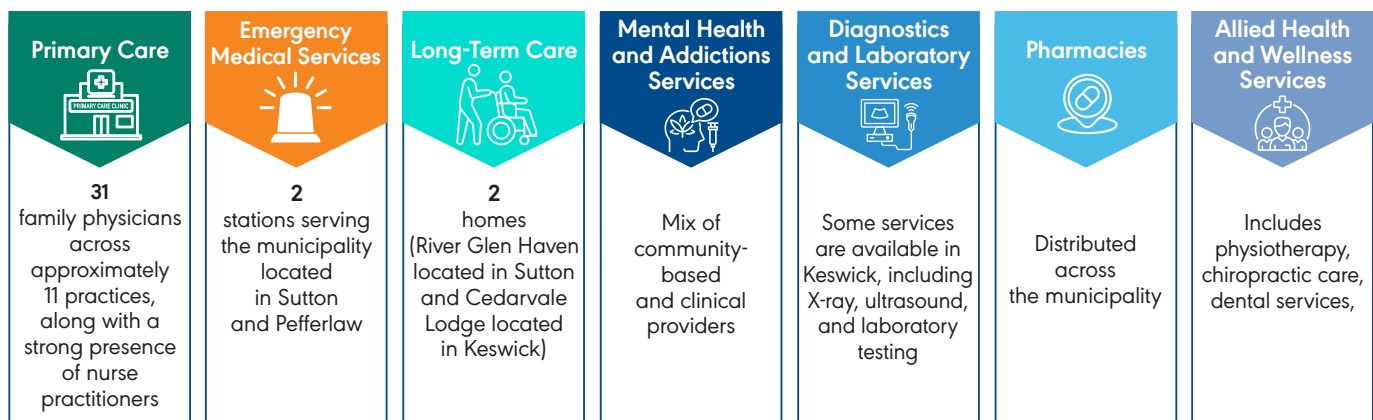 Primary Care
PRIMARY CARE CLINIC
31
family physicians
across
approximately
11 practices,
along with a
strong presence
of nurse
practitioners
Emergency
Medical Services
2
stations serving
the municipality
located
in Sutton
and Pefferlaw
Long-Term Care
2
homes
(River Glen Haven
located in Sutton
and Cedarvale
Lodge located
in Keswick)
Mental Health
and Addictions
Services
Mix of
community-
based
and clinical
providers
Diagnostics
and Laboratory
Services
Some services
are available in
Keswick, including
X-ray, ultrasound,
and laboratory
testing
Pharmacies
Distributed
across
the municipality
Allied Health
and Wellness
Services
Includes
physiotherapy,
chiropractic care,
dental services,